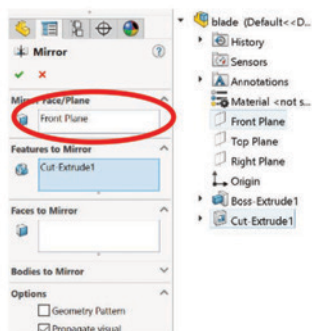 Mirror
Mirror Face/Plane
Front Plane
Features to Mirror
Cut-Extrude1
Faces to Mirror
Bodies to Mirror
Options
Geometry Pattern
Propagate visual
blade (Default<<D...
History
Sensors
Annotations
Material <not s...
Front Plane
Top Plane
Right Plane
Origin
Boss-Extrude1
Cut-Extrude1